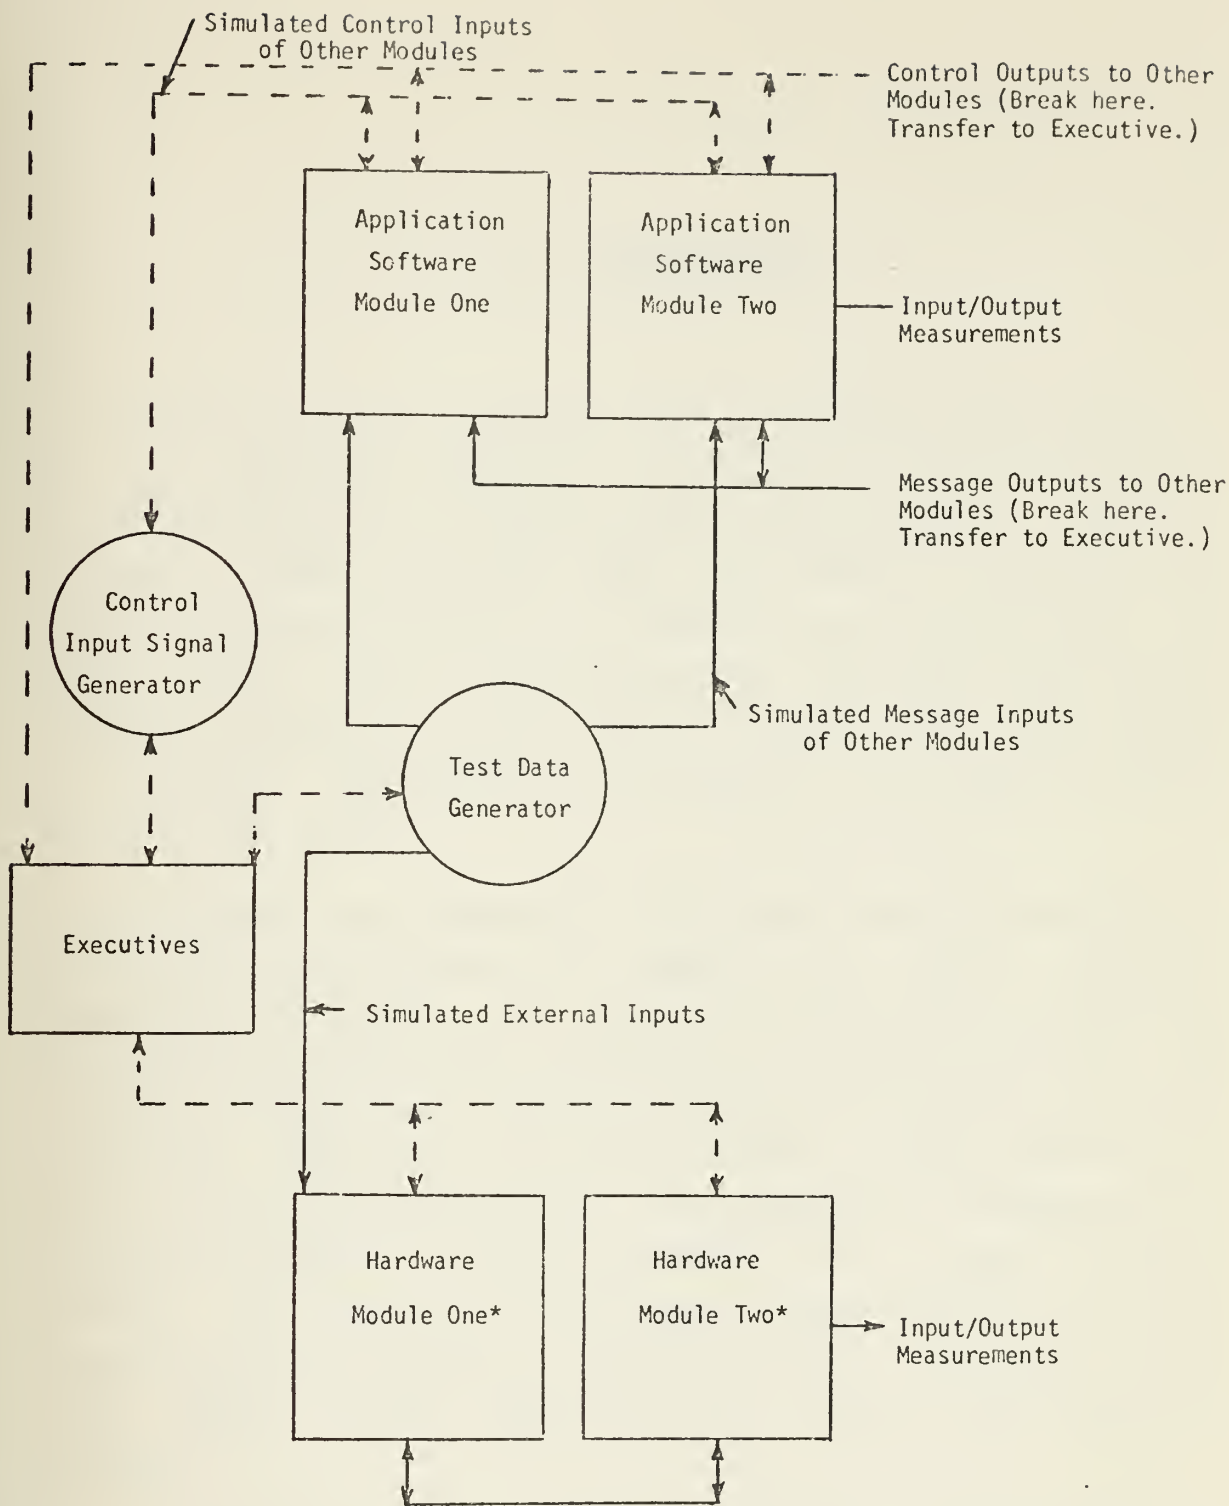 Simulated Control Inputs
of Other Modules
Control Outputs to Other
Modules (Break here.
Transfer to Executive.)
Application
Software
Module One
Application
Software
Module Two
Input/Output
Measurements
Message Outputs to Other
Modules (Break here.
Transfer to Executive.)
Control
Input Signal
Generator
Simulated Message Inputs
of Other Modules
Test Data
Generator
Executives
Simulated External Inputs
Hardware
Module One*
Hardware
Module Two*
Input/Output
Measurements